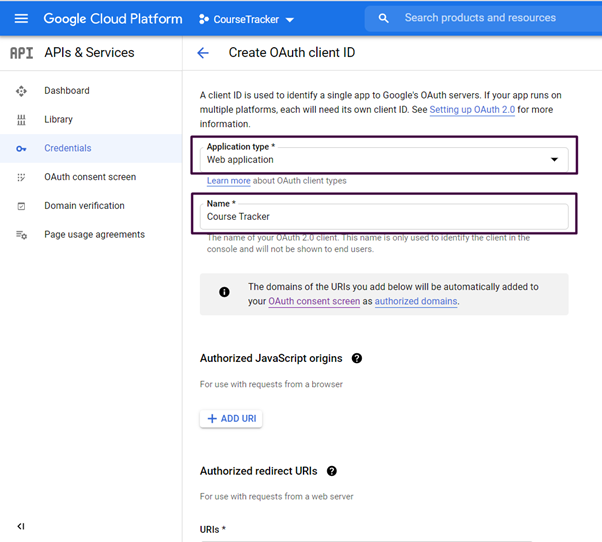 Google Cloud Platform CourseTracker Search products and resources
API APIs & Services Create OAuth client ID
Dashboard
Library
Credentials
OAuth consent screen
Domain verification
Page usage agreements
A client ID is used to identify a single app to Google's OAuth servers. If your app runs on
multiple platforms, each will need its own client ID. See Setting up OAuth 2.0 for more
information.
Application type *
Web application
Learn more about OAuth client types
Name *
Course Tracker
The name of your OAuth 2.0 client. This name is only used to identify the client in the
console and will not be shown to end users.
The domains of the URIs you add below will be automatically added to
your OAuth consent screen as authorized domains.
Authorized JavaScript origins
For use with requests from a browser
ADD URI
Authorized redirect URIs
For use with requests from a web server
URIs *